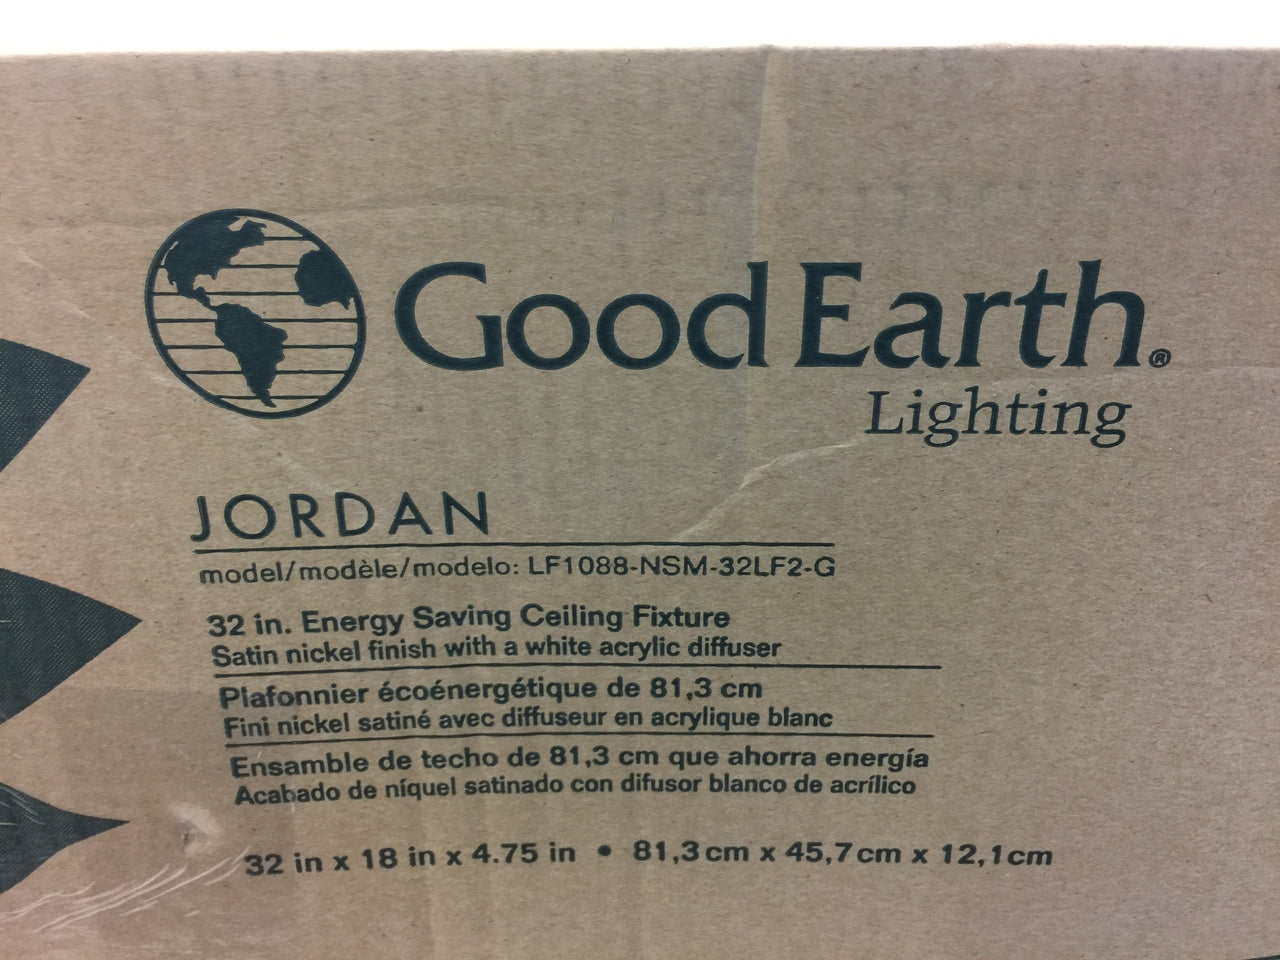 Good Earth®
Lighting
JORDAN
model/modèle/modelo: LF1088-NSM-32LF2-G
32 in. Energy Saving Ceiling Fixture
Satin nickel finish with a white acrylic diffuser
Plafonnier écoénergétique de 81,3 cm
Fini nickel satiné avec diffuseur en acrylique blanc
Ensamble de techo de 81,3 cm que ahorra energía
Acabado de níquel satinado con difusor blanco de acrílico
32 in x 18 in x 4.75 in • 81,3 cm x 45,7 cm x 12,1 cm